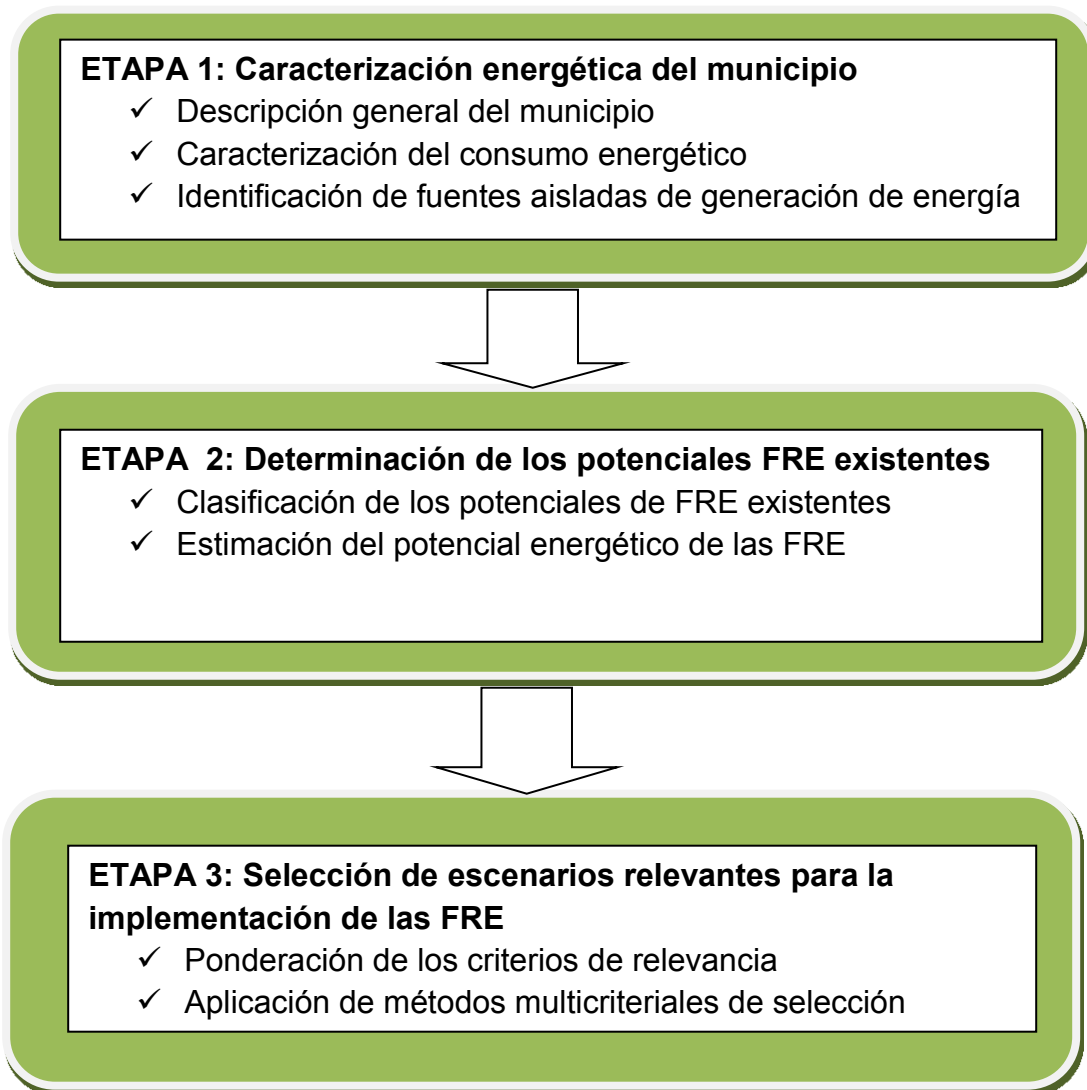 ETAPA 1: Caracterización energética del municipio
✓ Descripción general del municipio
✓ Caracterización del consumo energético
✓ Identificación de fuentes aisladas de generación de energía
ETAPA  2: Determinación de los potenciales FRE existentes
✓ Clasificación de los potenciales de FRE existentes
✓ Estimación del potencial energético de las FRE
ETAPA 3: Selección de escenarios relevantes para la
implementación de las FRE
✓ Ponderación de los criterios de relevancia
✓ Aplicación de métodos multicriteriales de selección